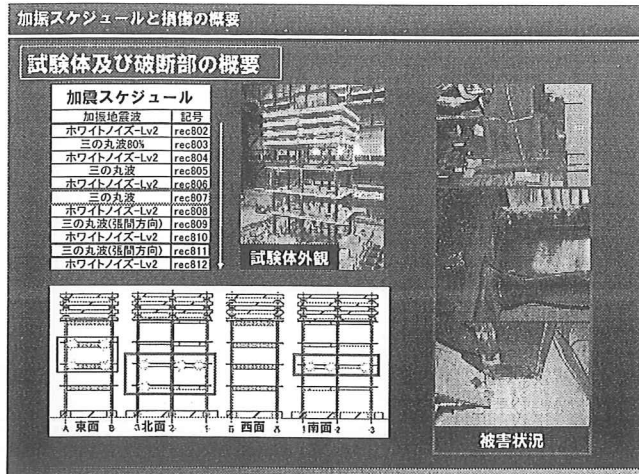 加振スケジュールと損傷の概要
試験体及び破断部の概要
加震スケジュール
加振地震波 記号
ホワイトノイズ-Lv2 rec802
三の丸波80% rec803
ホワイトノイズ-Lv2 rec804
三の丸波 rec805
ホワイトノイズ-Lv2 rec806
三の丸波 rec807
ホワイトノイズ-Lv2 rec808
三の丸波(張間方向) rec809
ホワイトノイズ-Lv2 rec810
三の丸波(張間方向) rec811
ホワイトノイズ-Lv2 rec812
試験体外観
A 東面 B 3 北面 2 西面 A 南面 2 3
被害状況